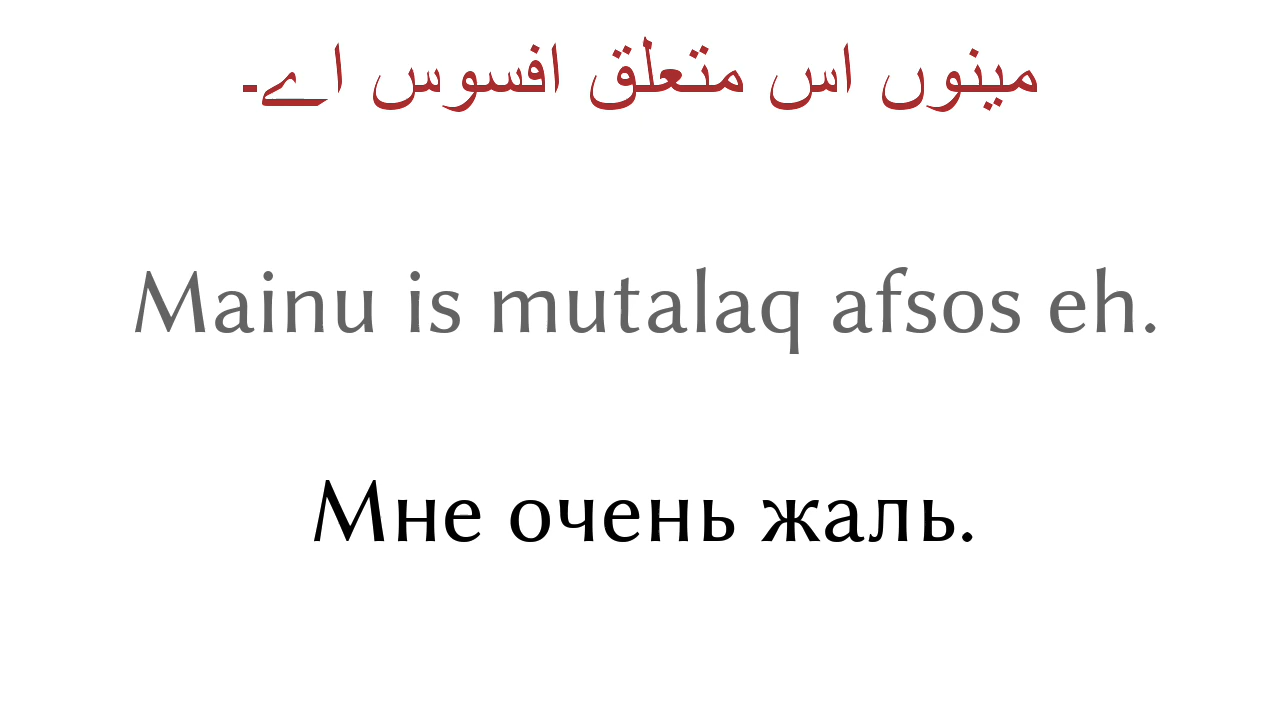 مینوں اس متعلق افسوس اے۔
Mainu is mutalaq afsos eh.
Мне очень жаль.